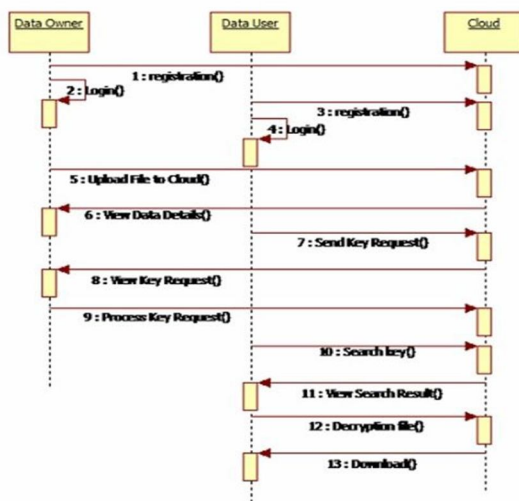 Data Owner
Data User
Cloud
1 : registration()
2 : Login()
3 : registration()
4 : Login()
5 : Upload File to Cloud()
6 : View Data Details()
7 : Send Key Request()
8 : View Key Request()
9 : Process Key Request()
10 : Search key()
11 : View Search Result()
12 : Decryption file()
13 : Download()